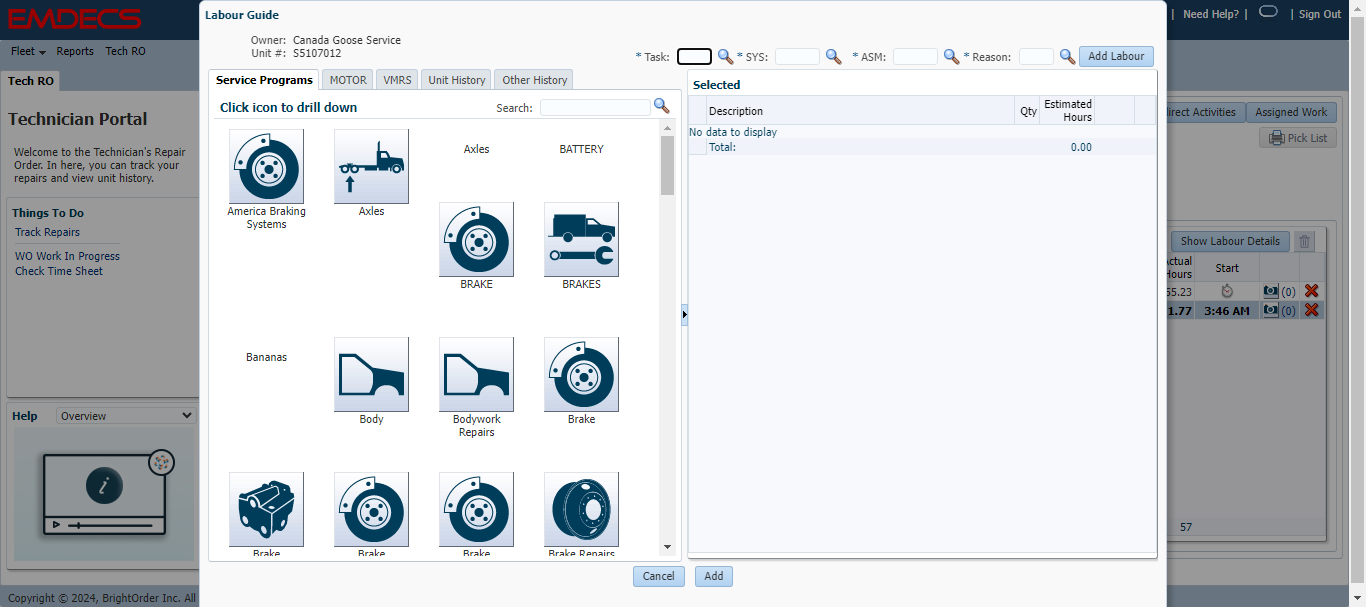 EMDECS
Labour Guide
| Need Help? | | Sign Out
Fleet Reports Tech RO
Owner: Canada Goose Service
Unit #: S5107012
* Task: * SYS: * ASM: * Reason: Add Labour
Tech RO
Service Programs MOTOR VMRS Unit History Other History
Selected
Click icon to drill down Search:
Description Qty Estimated Hours
No data to display
Total: 0.00
Technician Portal
Welcome to the Technician's Repair
Order. In here, you can track your
repairs and view unit history.
Things To Do
Track Repairs
WO Work In Progress
Check Time Sheet
Axles BATTERY
America Braking Systems
Axles
BRAKE BRAKES
Bananas
Body
Bodywork Repairs
Brake
Brake Brake Brake Brake Repairs
Help Overview
i
Activities Assigned Work
Pick List
Show Labour Details
Start
55.23 (0)
1.77 3:46 AM (0)
57
Cancel Add
Copyright © 2024, BrightOrder Inc. All